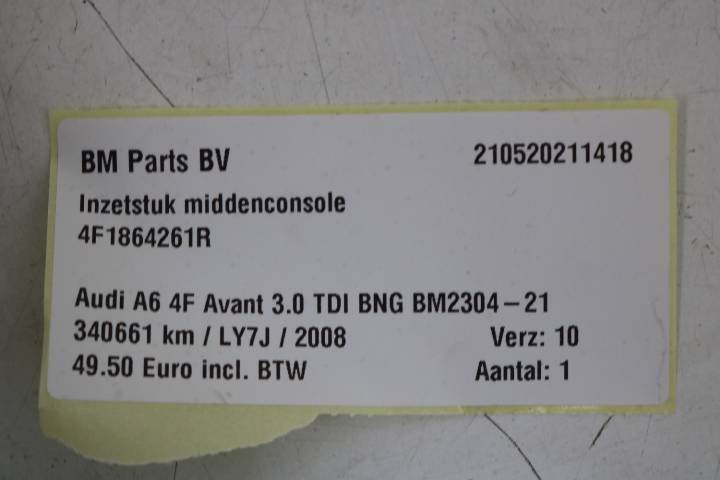 BM Parts BV 210520211418
Inzetstuk middenconsole
4F1864261R
Audi A6 4F Avant 3.0 TDI BNG BM2304-21
340661 km / LY7J / 2008 Verz: 10
49.50 Euro incl. BTW Aantal: 1